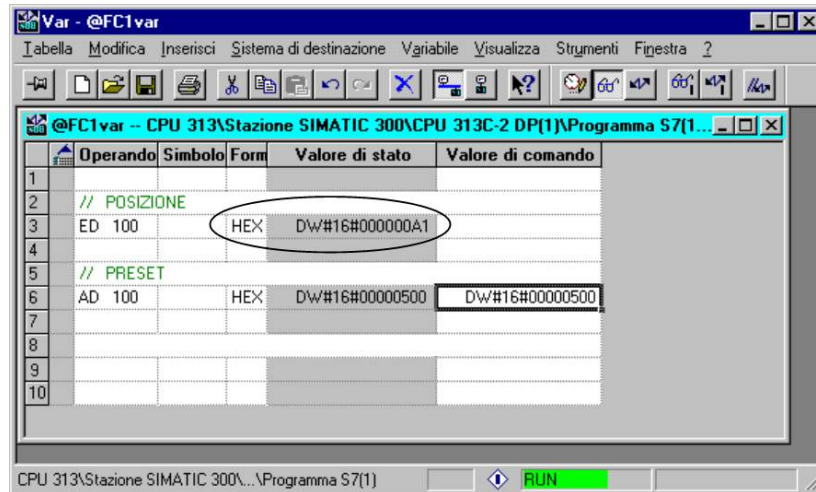 Var - @FC1var
Tabella Modifica Inserisci Sistema di destinazione Variabile Visualizza Strumenti Finestra ?
@FC1var -- CPU 313\Stazione SIMATIC 300\CPU 313C-2 DP(1)\Programma S7(1...
Operando Simbolo Form Valore di stato Valore di comando
1
2 // POSIZIONE
3 ED 100 HEX DW#16#000000A1
4
5 // PRESET
6 AD 100 HEX DW#16#00000500 DW#16#00000500
7
8
9
10
CPU 313\Stazione SIMATIC 300\...\Programma S7(1) RUN